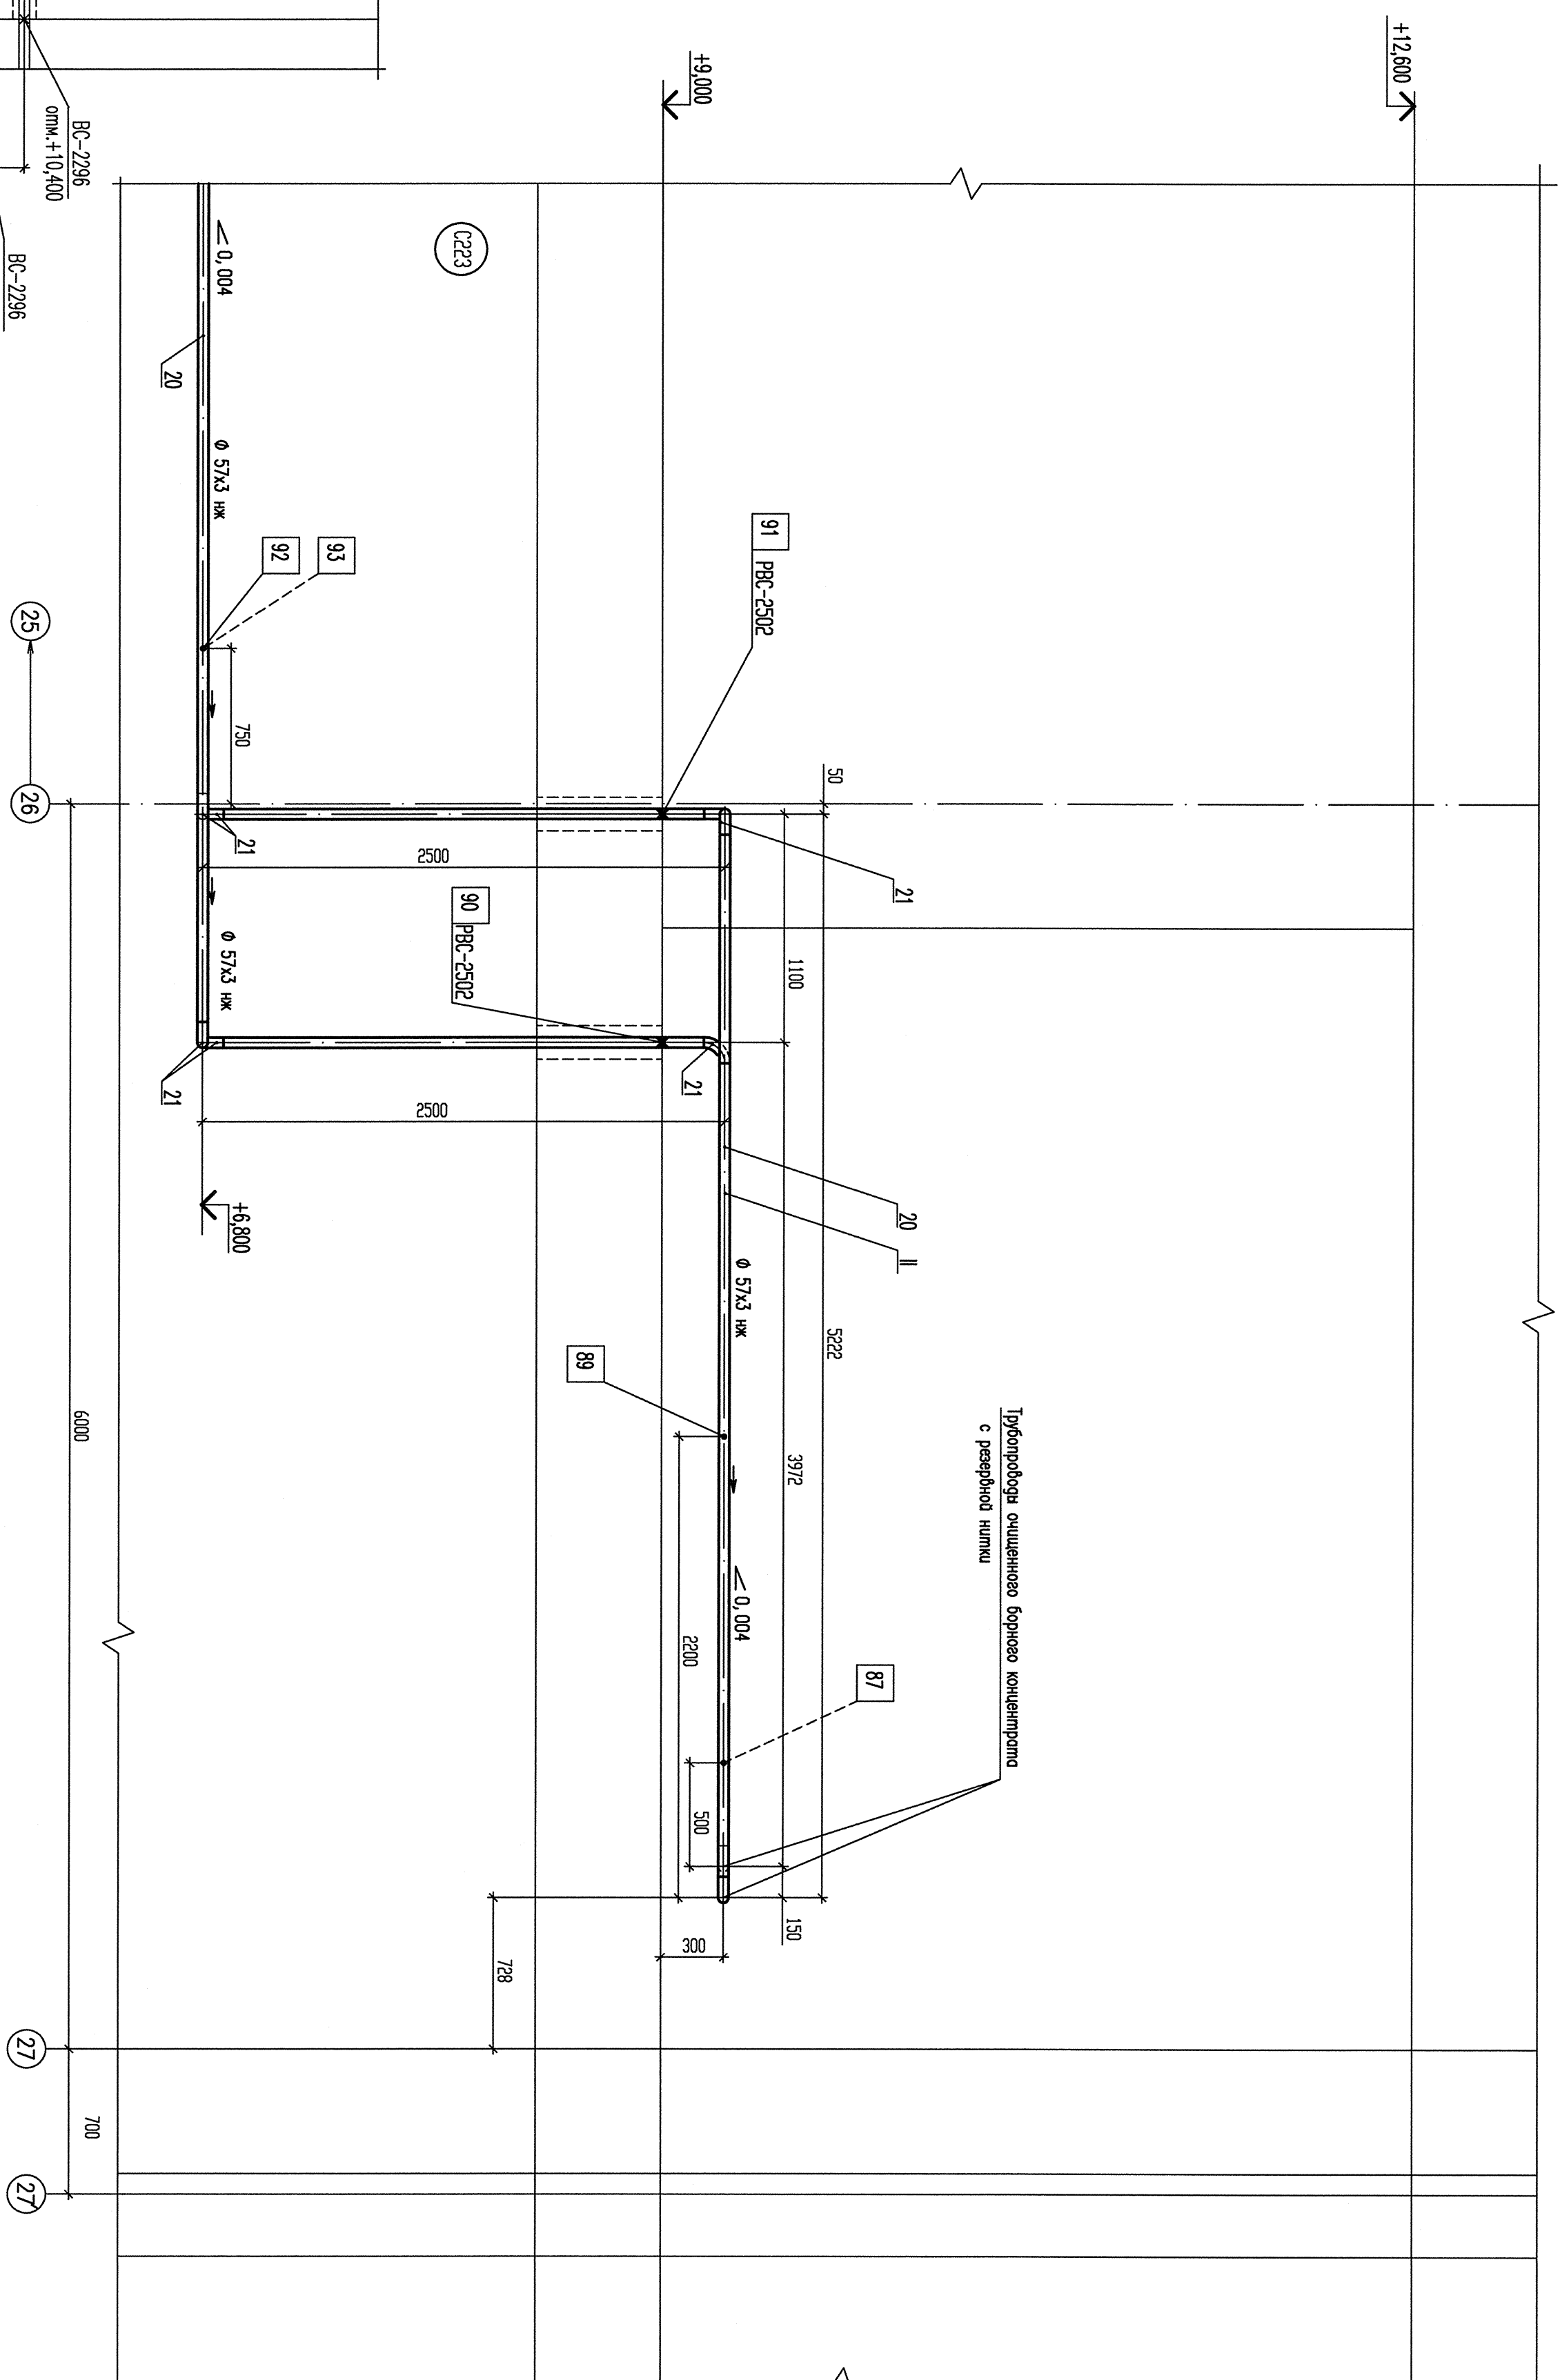 +12,600
+9,000
ВС-2296
отм.+10,400
ВС-2296
С223
0,004
20
Ф 57х3 нж
93
92
91
РВС-2502
750
50
25
26
21
2500
21
90
РВС-2502
1100
Ф 57х3 нж
21
21
2500
20
II
+6,800
Ф 57х3 нж
5222
89
3972
6000
Трубопроводы очищенного борного концентрата
с резервной нитки
0,004
2200
87
500
150
300
728
27
700
27'